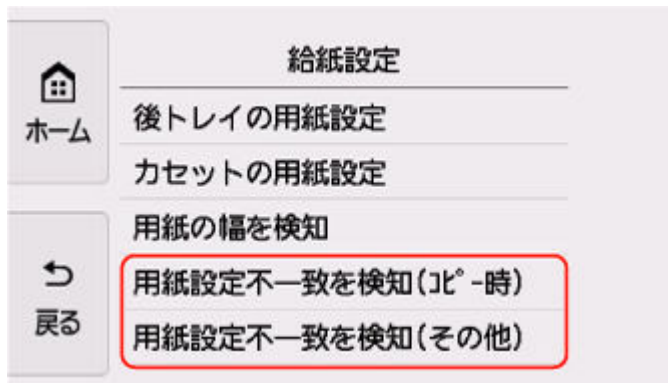 給紙設定
ホーム
後トレイの用紙設定
カセットの用紙設定
用紙の幅を検知
用紙設定不一致を検知(ｺﾋﾟｰ時)
戻る
用紙設定不一致を検知(その他)